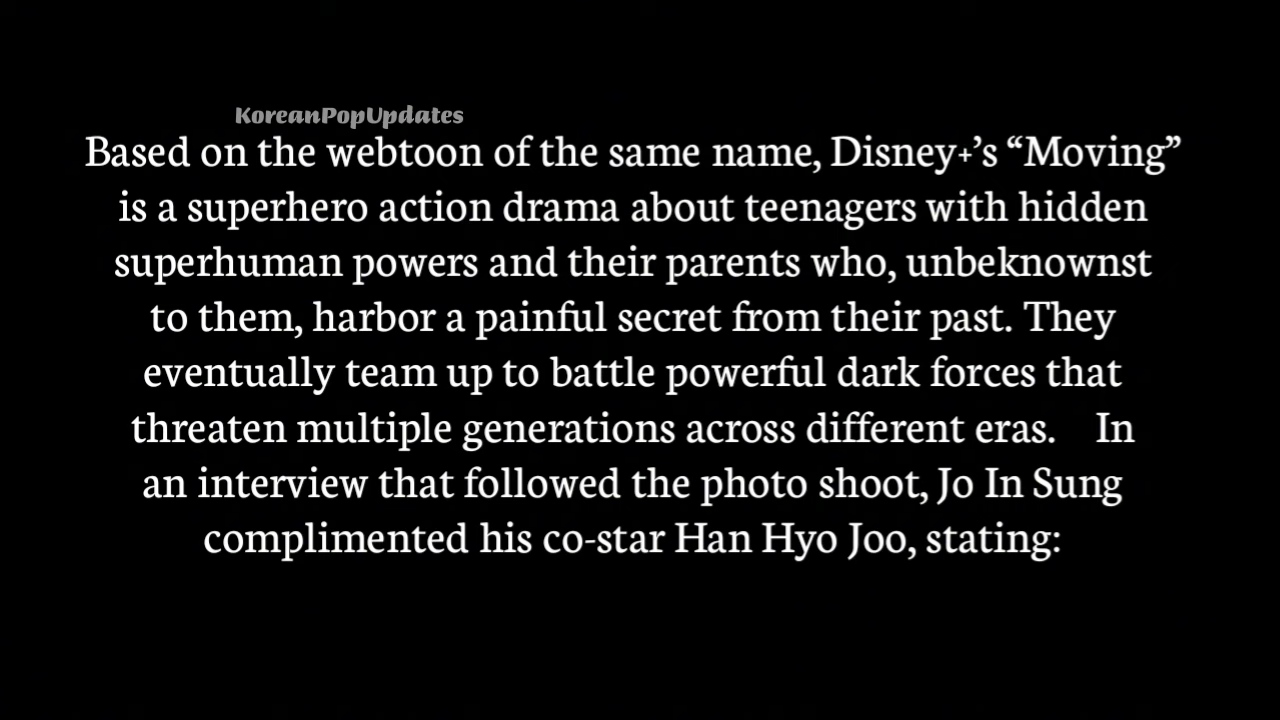 KoreanPopUpdates
Based on the webtoon of the same name, Disney+’s “Moving”
is a superhero action drama about teenagers with hidden
superhuman powers and their parents who, unbeknownst
to them, harbor a painful secret from their past. They
eventually team up to battle powerful dark forces that
threaten multiple generations across different eras.    In
an interview that followed the photo shoot, Jo In Sung
complimented his co-star Han Hyo Joo, stating: